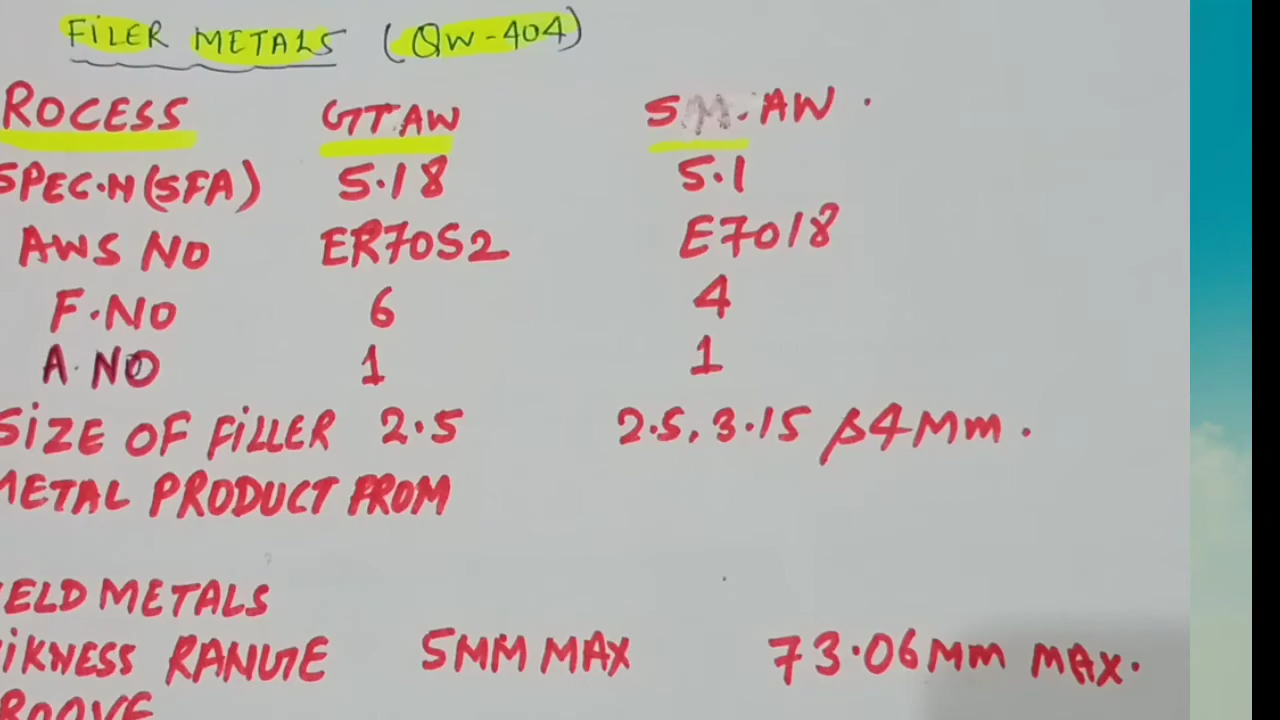 FiLER METALS (QW-404)
ROCESS GTAW SM.AW.
SPEC.N(SFA) 5.18 5.1
AWS NO ER70S2 E7018
F.NO 6 4
A.NO 1 1
SiZE OF FiLLER 2.5 2.5, 3.15 & 4MM.
METAL PRODUCT FROM
ELD METALS
iKNESS RANGE 5MM MAX 73.06MM MAX.
ROOVE